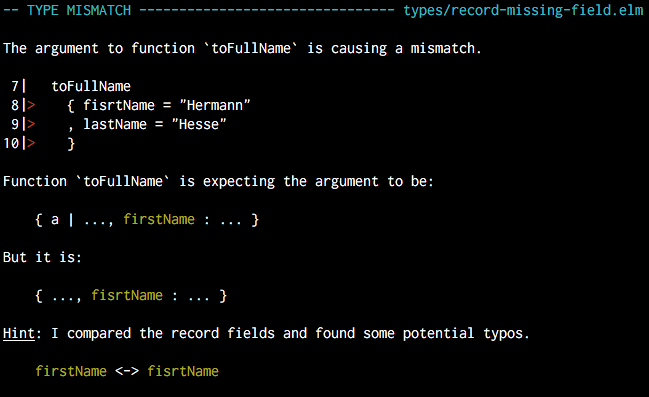 -- TYPE MISMATCH -------------------------------- types/record-missing-field.elm
The argument to function `toFullName` is causing a mismatch.
7|   toFullName
8|>    { fisrtName = "Hermann"
9|>    , lastName = "Hesse"
10|>    }
Function `toFullName` is expecting the argument to be:
{ a | ..., firstName : ... }
But it is:
{ ..., fisrtName : ... }
Hint: I compared the record fields and found some potential typos.
firstName <-> fisrtName